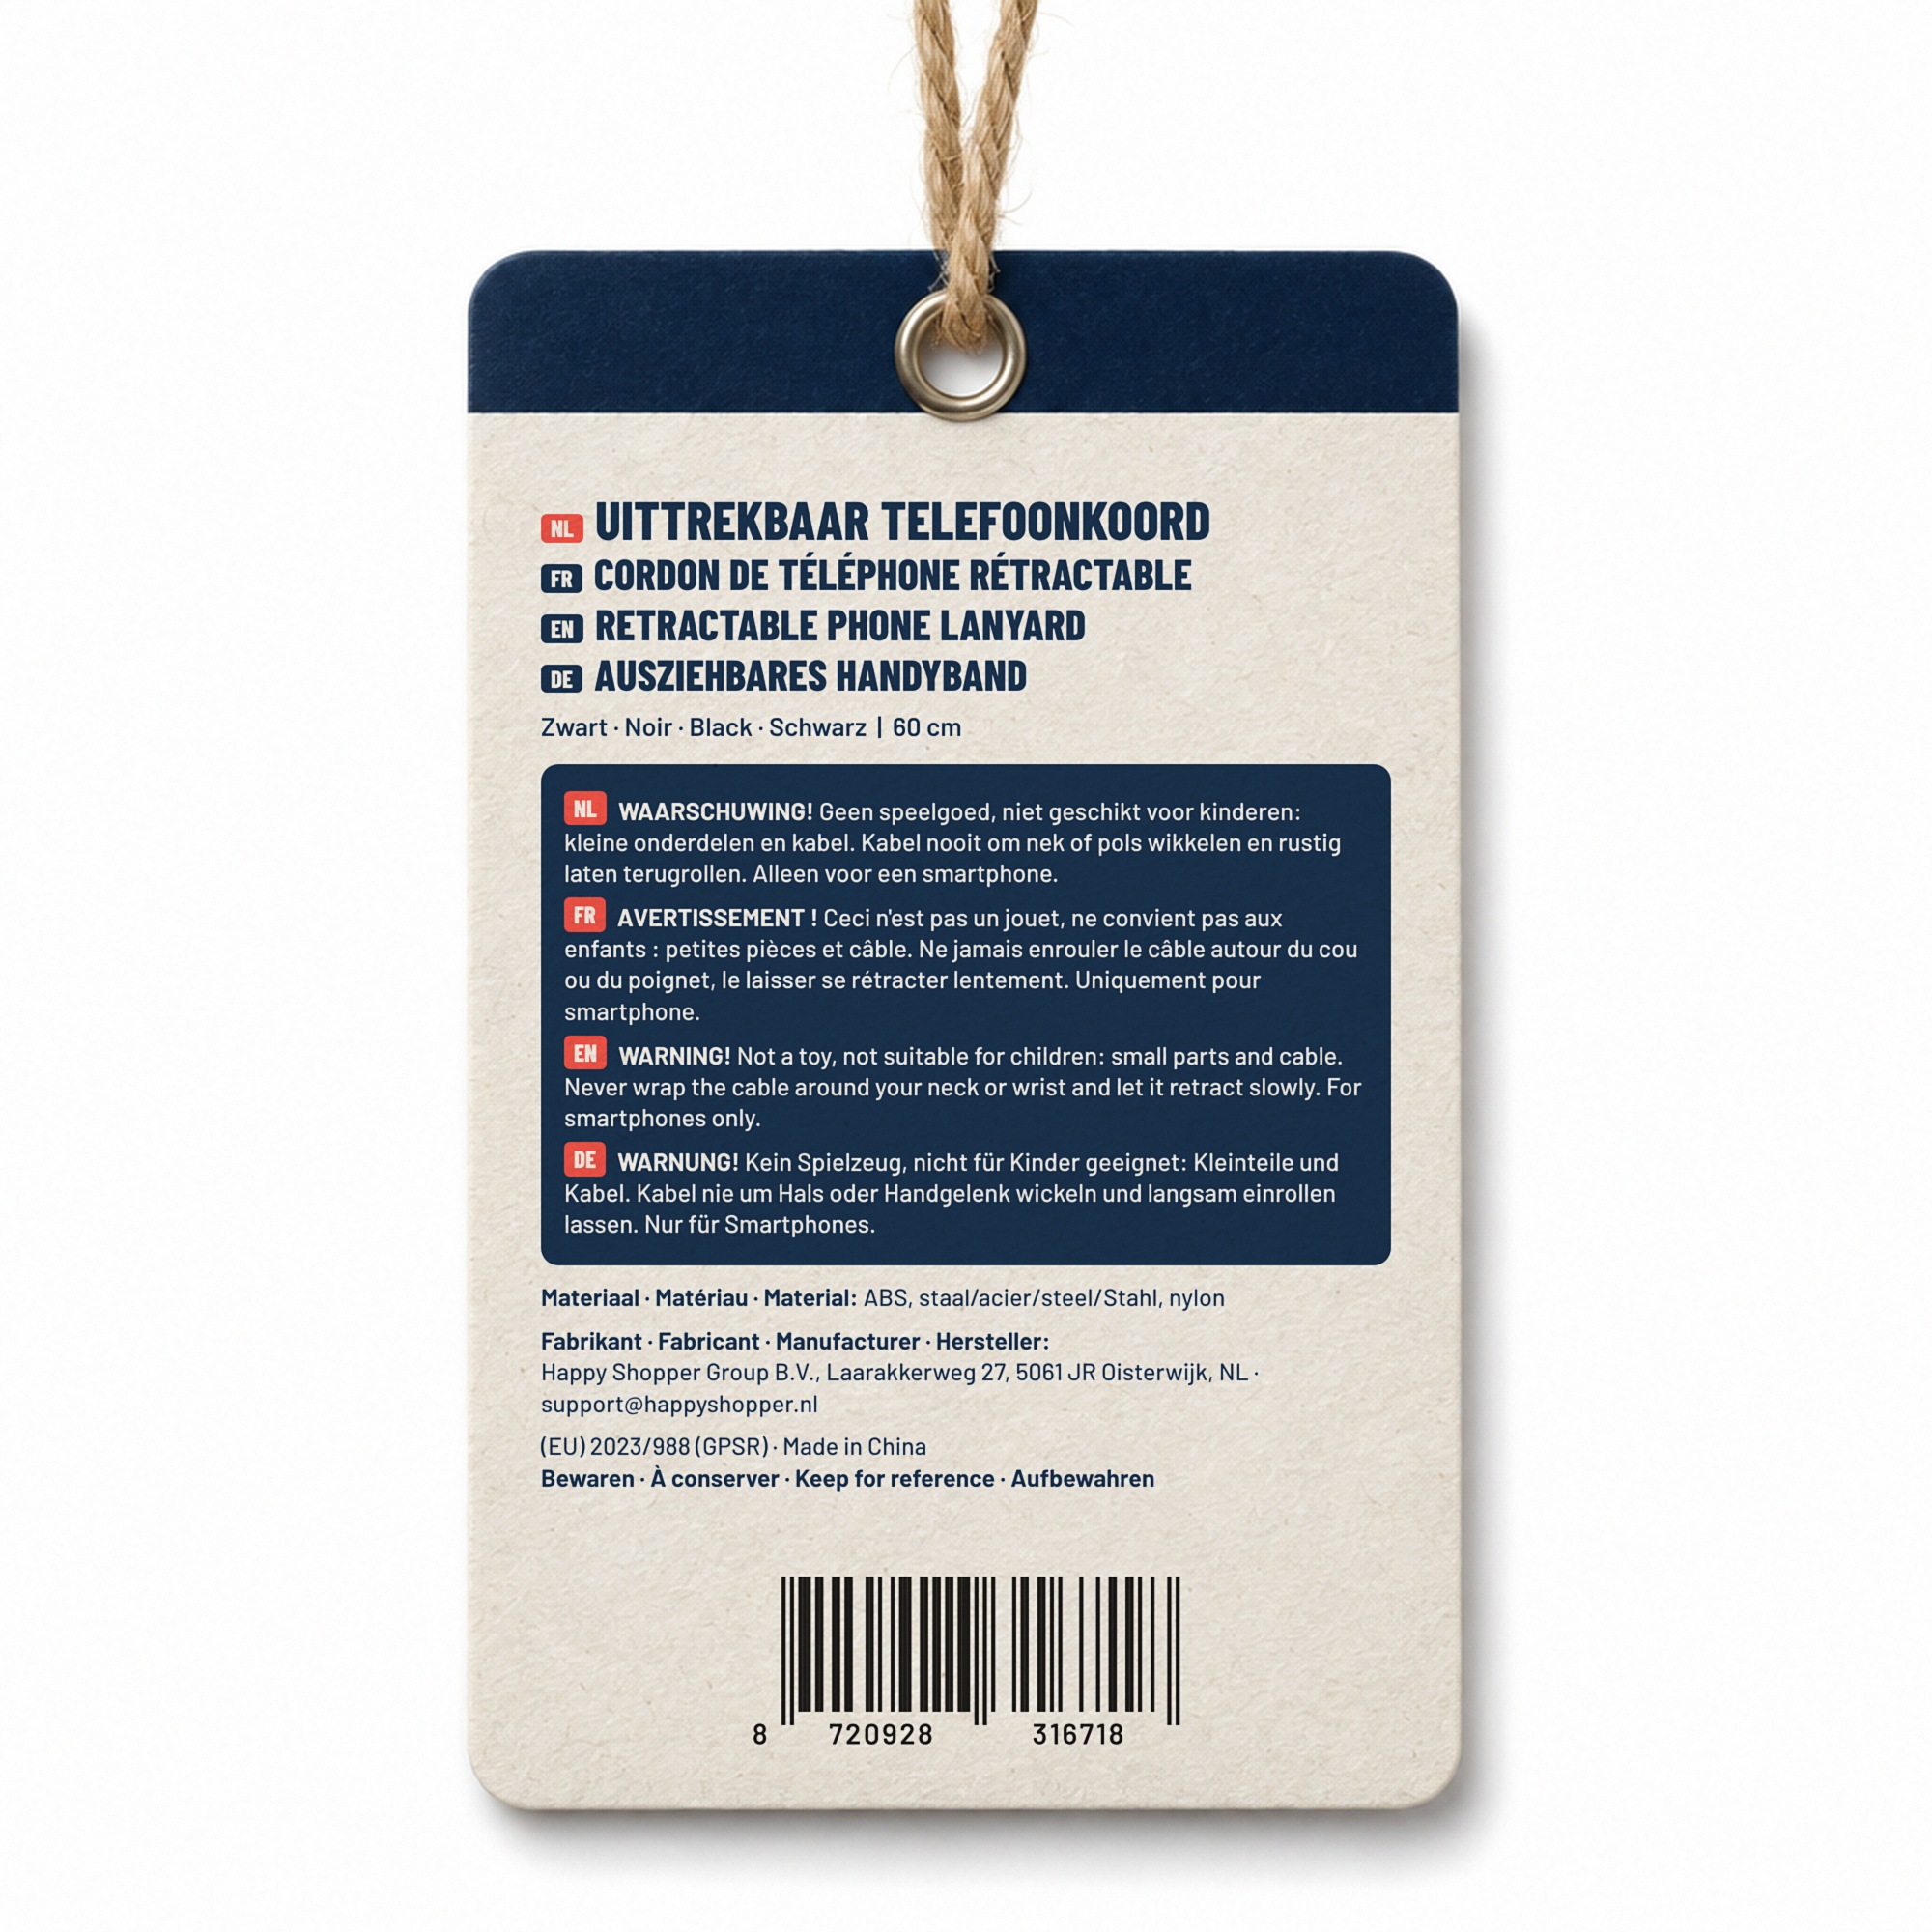 NL UITTREKBAAR TELEFOONKOORD
FR CORDON DE TÉLÉPHONE RÉTRACTABLE
EN RETRACTABLE PHONE LANYARD
DE AUSZIEHBARES HANDYBAND
Zwart · Noir · Black · Schwarz | 60 cm
NL WAARSCHUWING! Geen speelgoed, niet geschikt voor kinderen:
kleine onderdelen en kabel. Kabel nooit om nek of pols wikkelen en rustig
laten terugrollen. Alleen voor een smartphone.
FR AVERTISSEMENT ! Ceci n'est pas un jouet, ne convient pas aux
enfants : petites pièces et câble. Ne jamais enrouler le câble autour du cou
ou du poignet, le laisser se rétracter lentement. Uniquement pour
smartphone.
EN WARNING! Not a toy, not suitable for children: small parts and cable.
Never wrap the cable around your neck or wrist and let it retract slowly. For
smartphones only.
DE WARNUNG! Kein Spielzeug, nicht für Kinder geeignet: Kleinteile und
Kabel. Kabel nie um Hals oder Handgelenk wickeln und langsam einrollen
lassen. Nur für Smartphones.
Materiaal · Matériau · Material: ABS, staal/acier/steel/Stahl, nylon
Fabrikant · Fabricant · Manufacturer · Hersteller:
Happy Shopper Group B.V., Laarakkerweg 27, 5061 JR Oisterwijk, NL ·
support@happyshopper.nl
(EU) 2023/988 (GPSR) · Made in China
Bewaren · À conserver · Keep for reference · Aufbewahren
8 720928 316718